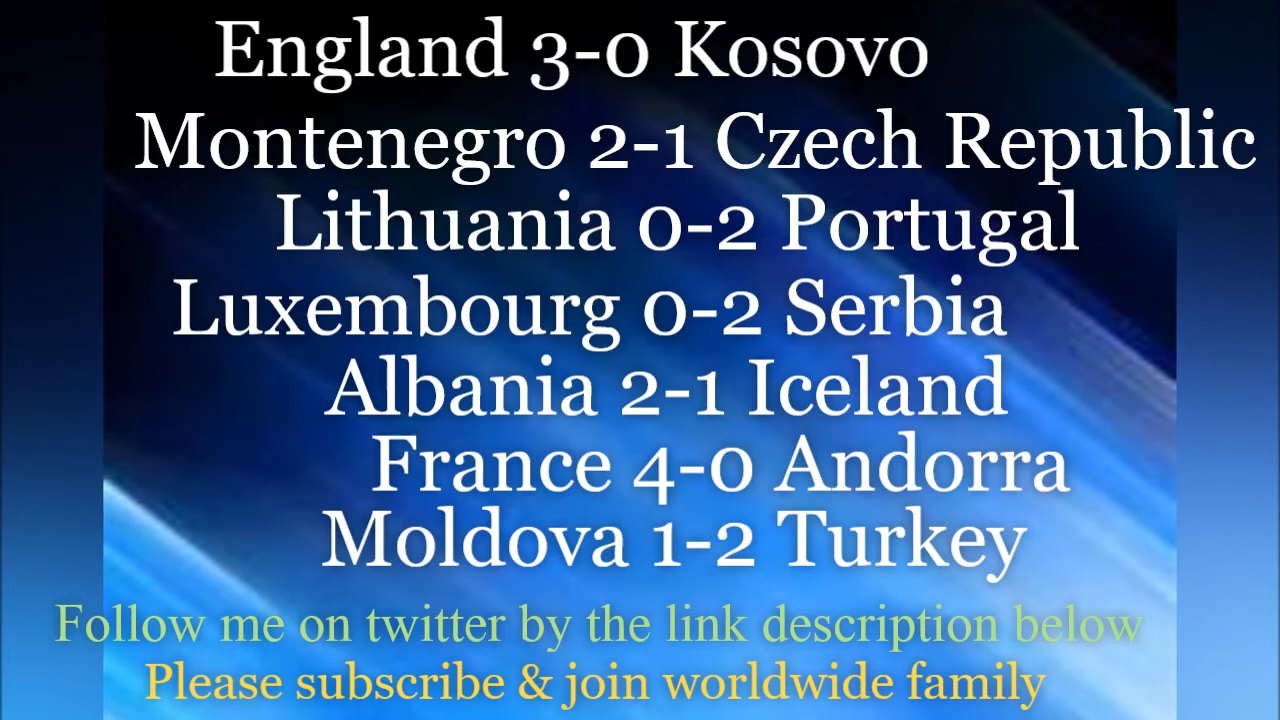 England 3-0 Kosovo
Montenegro 2-1 Czech Republic
Lithuania 0-2 Portugal
Luxembourg 0-2 Serbia
Albania 2-1 Iceland
France 4-0 Andorra
Moldova 1-2 Turkey
Follow me on twitter by the link description below
Please subscribe & join worldwide family